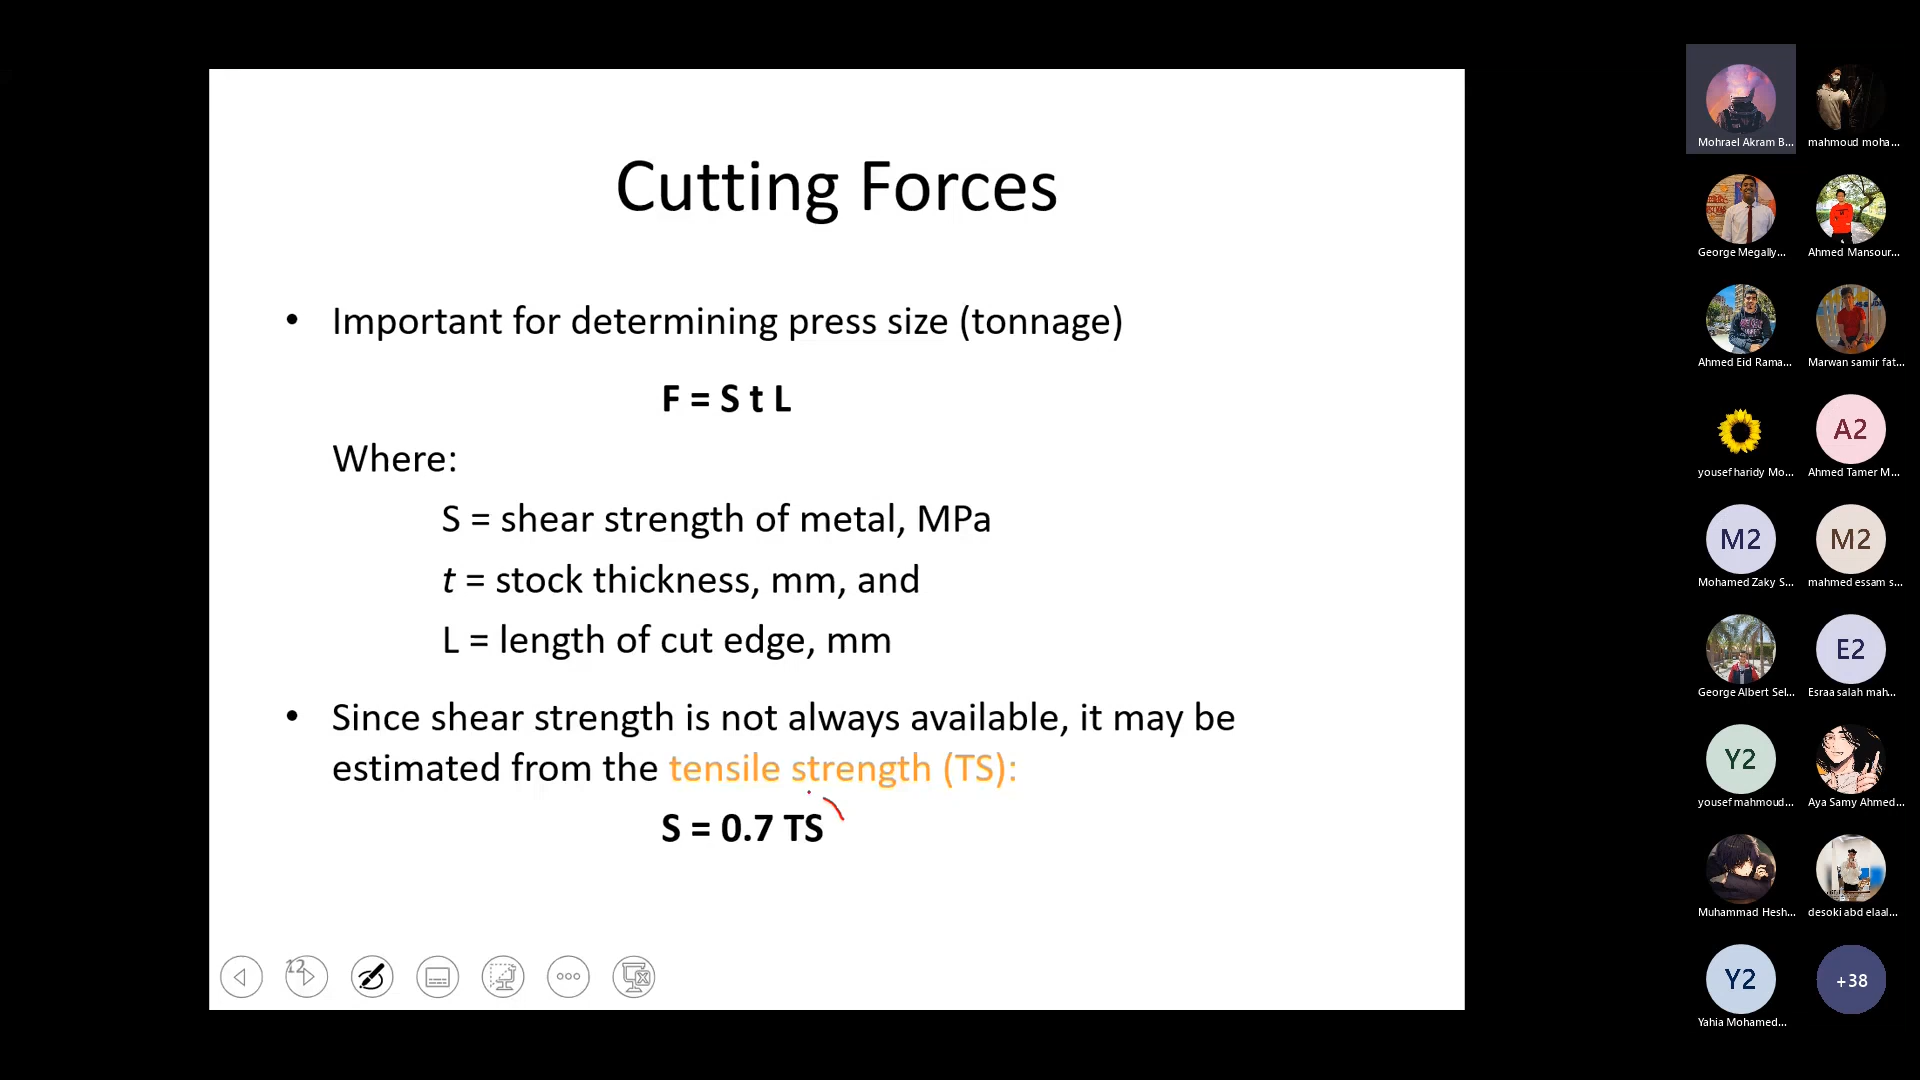 Cutting Forces
• Important for determining press size (tonnage)
F = S t L
Where:
S = shear strength of metal, MPa
t = stock thickness, mm, and
L = length of cut edge, mm
• Since shear strength is not always available, it may be
estimated from the tensile strength (TS):
S = 0.7 TS
12
Mohrael Akram B...
mahmoud moha...
George Megally...
Ahmed Mansour...
Ahmed Eid Rama...
Marwan samir fat...
A2
yousef haridy Mo...
Ahmed Tamer M...
M2
M2
Mohamed Zaky S...
mahmed essam s...
E2
George Albert Sel...
Esraa salah mah...
Y2
yousef mahmoud...
Aya Samy Ahmed...
Muhammad Hesh...
desoki abd elaal...
Y2
+38
Yahia Mohamed...